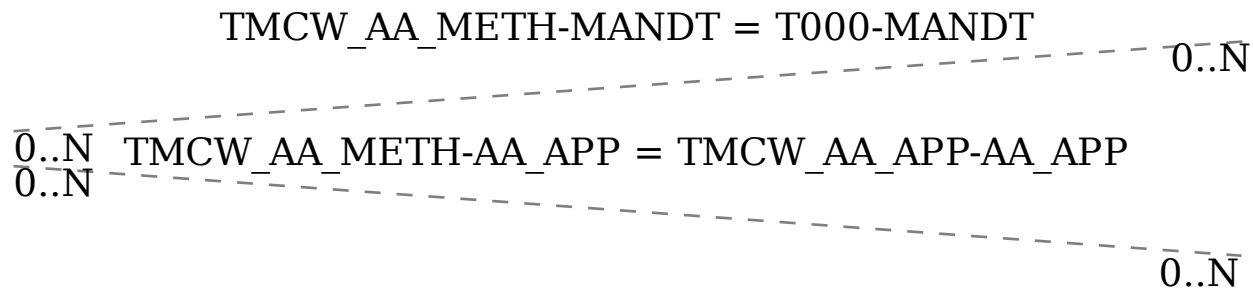 TMCW_AA_METH-MANDT = T000-MANDT
0..N
0..N
TMCW_AA_METH-AA_APP = TMCW_AA_APP-AA_APP
0..N
0..N